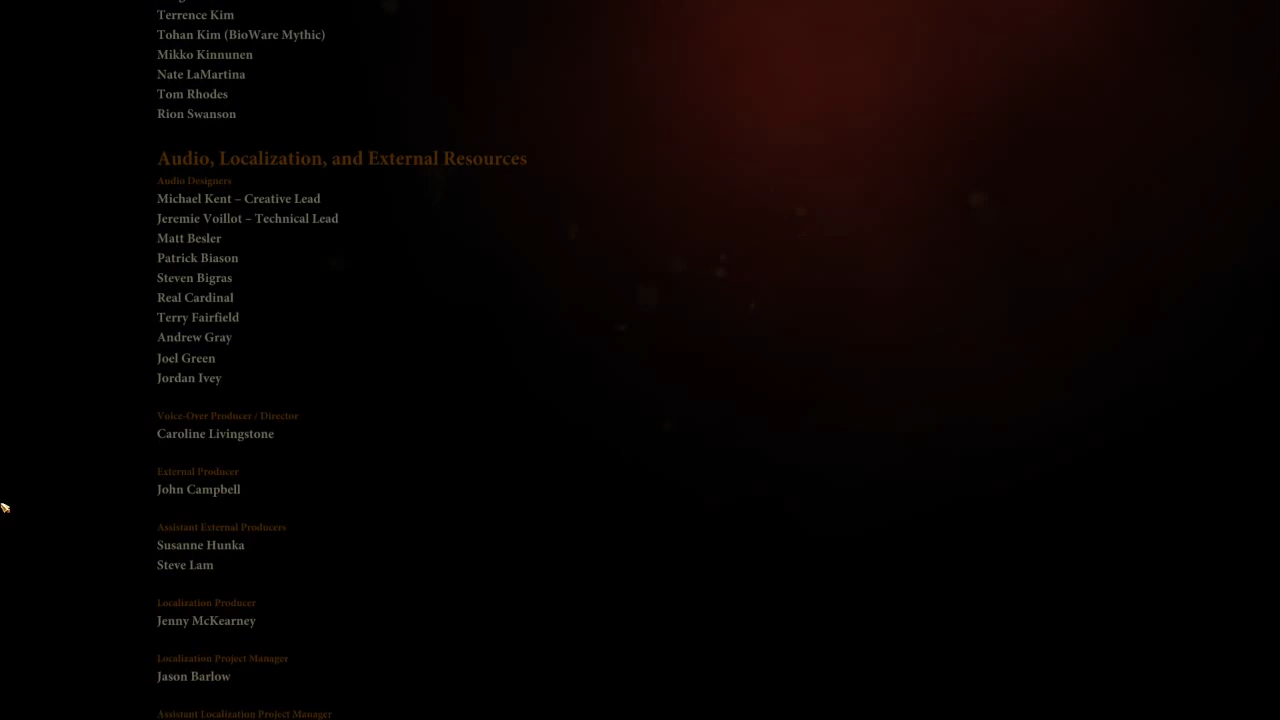 Terrence Kim
Tohan Kim (BioWare Mythic)
Mikko Kinnunen
Nate LaMartina
Tom Rhodes
Rion Swanson
Audio, Localization, and External Resources
Audio Designers
Michael Kent – Creative Lead
Jeremie Voillot – Technical Lead
Matt Besler
Patrick Biason
Steven Bigras
Real Cardinal
Terry Fairfield
Andrew Gray
Joel Green
Jordan Ivey
Voice-Over Producer / Director
Caroline Livingstone
External Producer
John Campbell
Assistant External Producers
Susanne Hunka
Steve Lam
Localization Producer
Jenny McKearney
Localization Project Manager
Jason Barlow
Assistant Localization Project Manager